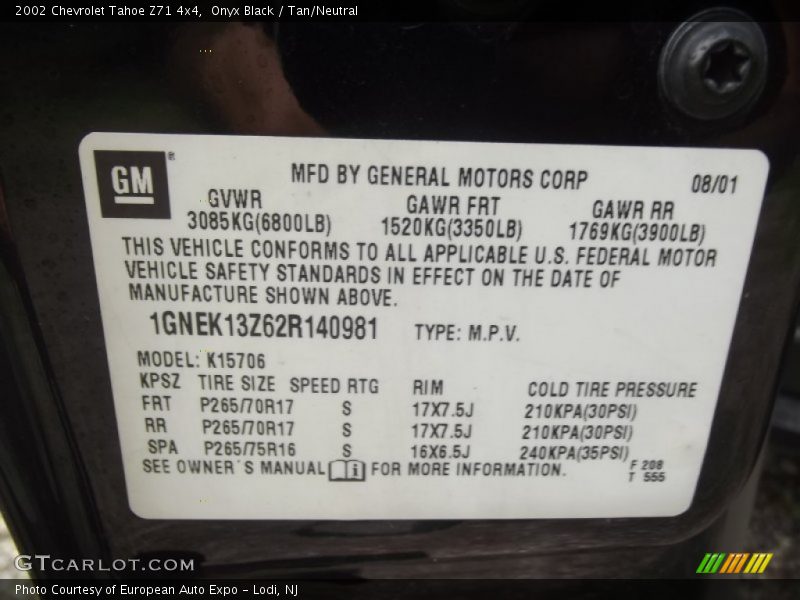 2002 Chevrolet Tahoe Z71 4x4, Onyx Black / Tan/Neutral
GM®
MFD BY GENERAL MOTORS CORP 08/01
GVWR GAWR FRT GAWR RR
3085KG(6800LB) 1520KG(3350LB) 1769KG(3900LB)
THIS VEHICLE CONFORMS TO ALL APPLICABLE U.S. FEDERAL MOTOR
VEHICLE SAFETY STANDARDS IN EFFECT ON THE DATE OF
MANUFACTURE SHOWN ABOVE.
1GNEK13Z62R140981 TYPE: M.P.V.
MODEL: K15706
KPSZ TIRE SIZE SPEED RTG RIM COLD TIRE PRESSURE
FRT P265/70R17 S 17X7.5J 210KPA(30PSI)
RR P265/70R17 S 17X7.5J 210KPA(30PSI)
SPA P265/75R16 S 16X6.5J 240KPA(35PSI)
SEE OWNER'S MANUAL FOR MORE INFORMATION. F 208
T 555
GTCARLOT.COM
Photo Courtesy of European Auto Expo - Lodi, NJ